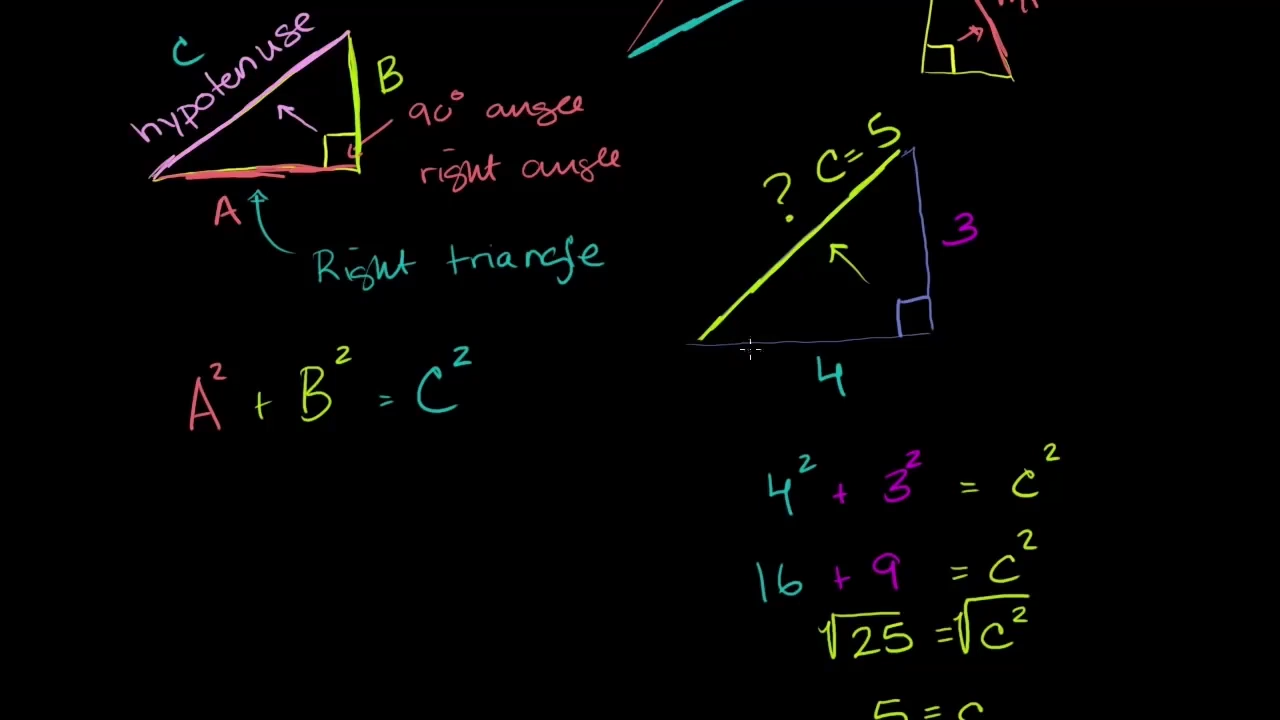 C
hypotenuse
B
90° angle
right angle
A
Right triangle
A² + B² = C²
? C = 5
3
4
4² + 3² = C²
16 + 9 = C²
√25 = √C²
5 = C